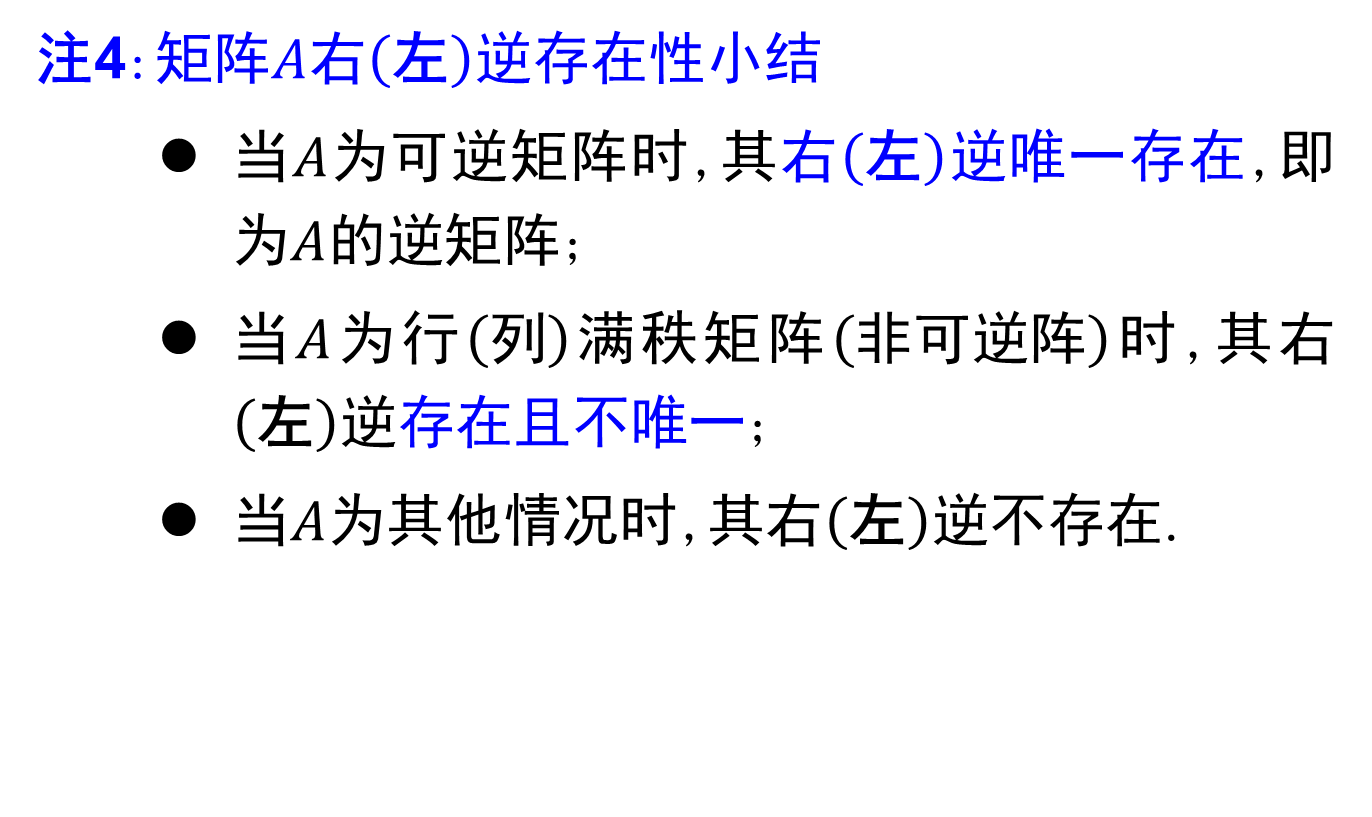 注4:矩阵A右(左)逆存在性小结
● 当A为可逆矩阵时,其右(左)逆唯一存在,即
为A的逆矩阵;
● 当A为行(列)满秩矩阵(非可逆阵)时,其右
(左)逆存在且不唯一;
● 当A为其他情况时,其右(左)逆不存在.